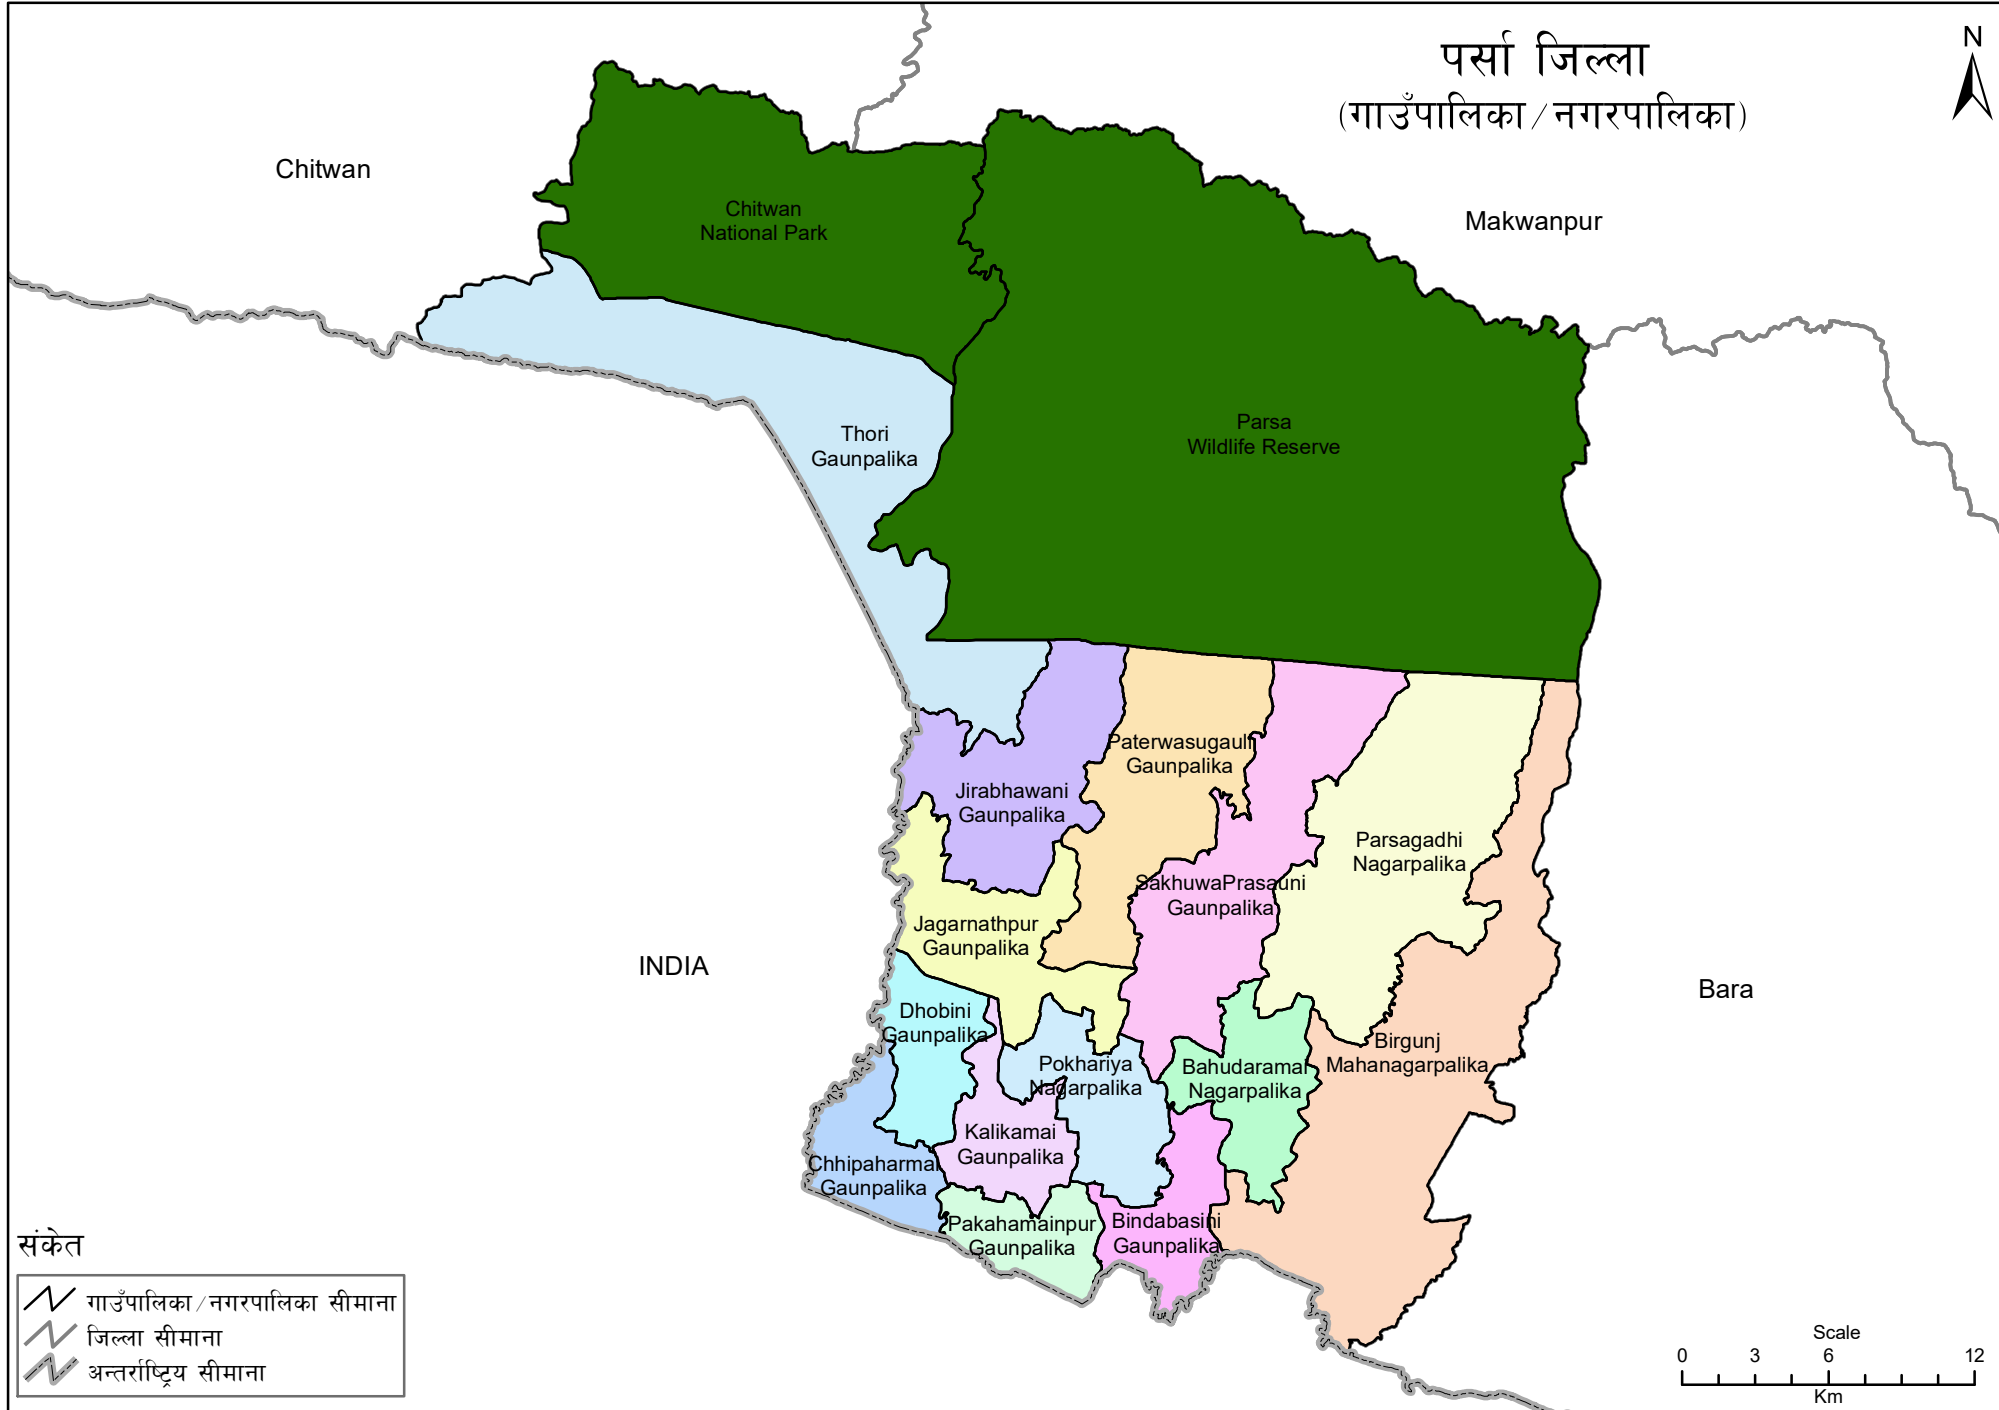 पर्सा जिल्ला
(गाउँपालिका/नगरपालिका)
N
Chitwan
Makwanpur
Chitwan
National Park
Parsa
Wildlife Reserve
Thori
Gaunpalika
Paterwasugauli
Gaunpalika
Jirabhawani
Gaunpalika
Parsagadhi
Nagarpalika
SakhuwaPrasauni
Gaunpalika
Jagarnathpur
Gaunpalika
INDIA
Bara
Dhobini
Gaunpalika
Pokhariya
Nagarpalika
Bahudaramai
Nagarpalika
Birgunj
Mahanagarpalika
Kalikamai
Gaunpalika
Chhipaharmai
Gaunpalika
Pakahamainpur
Gaunpalika
Bindabasini
Gaunpalika
संकेत
गाउँपालिका/नगरपालिका सीमाना
जिल्ला सीमाना
अन्तर्राष्ट्रिय सीमाना
Scale
0 3 6 12
Km